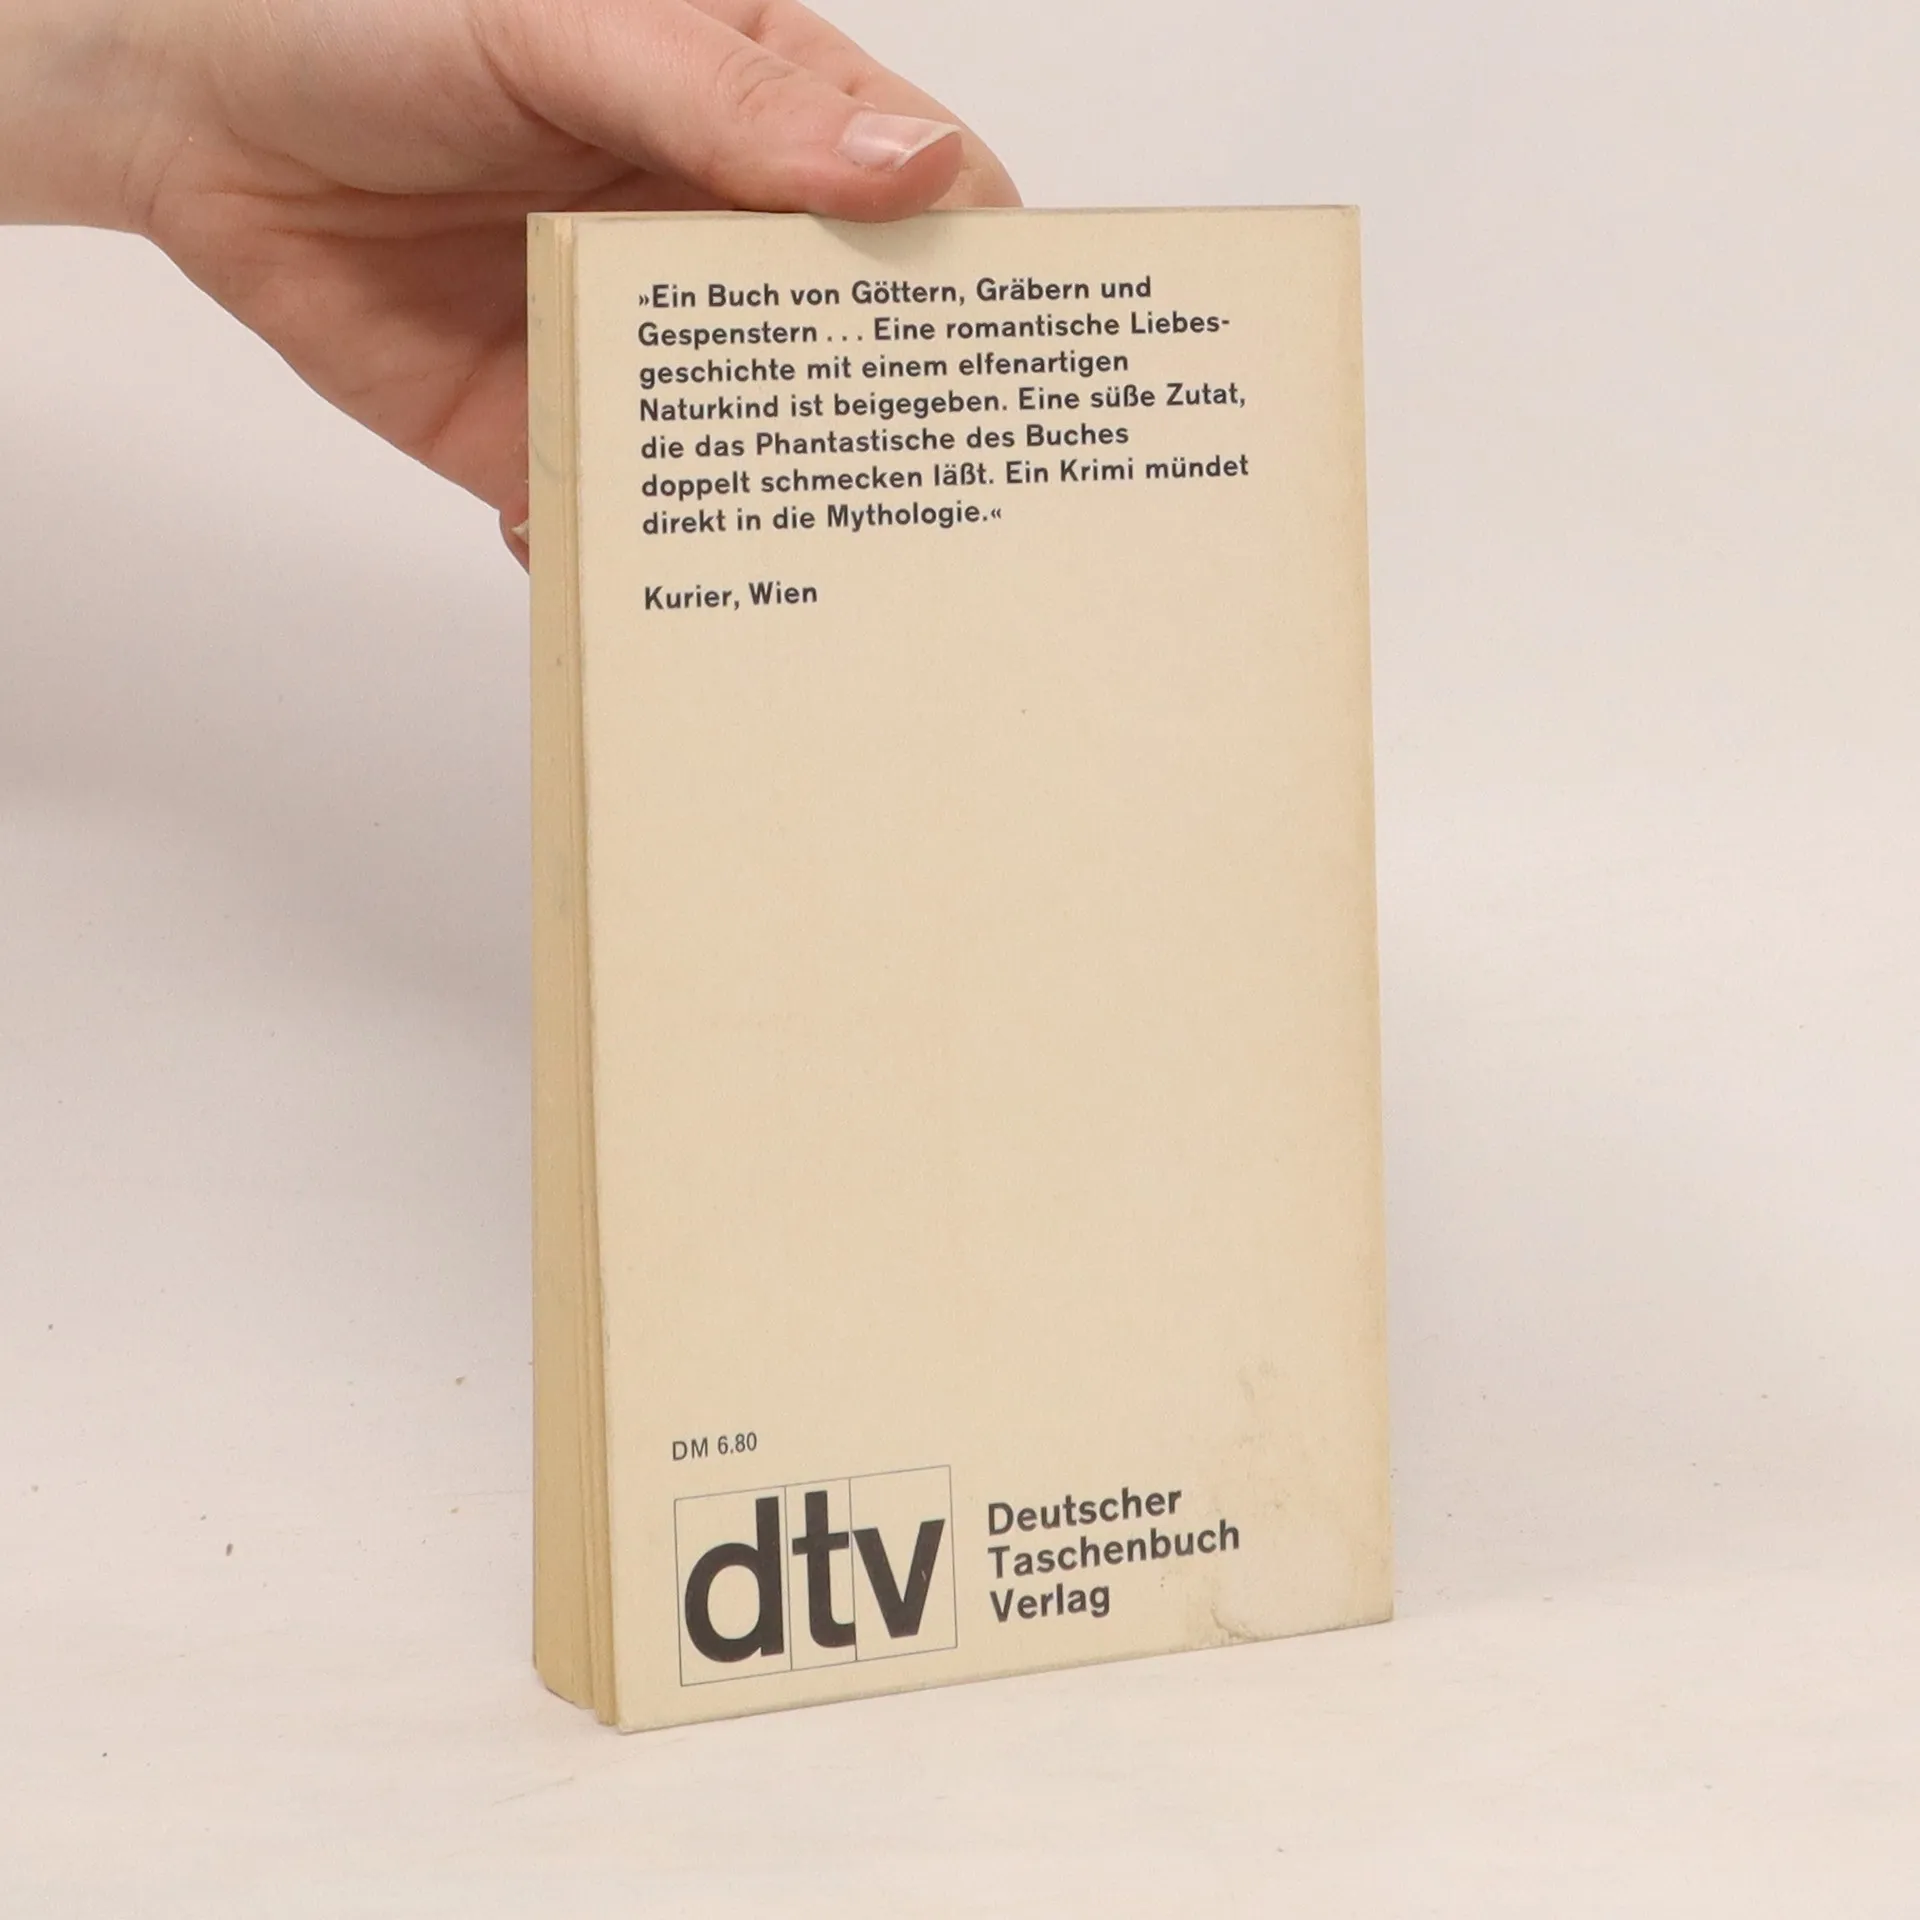 »Ein Buch von Göttern, Gräbern und
Gespenstern . . . Eine romantische Liebes-
geschichte mit einem elfenartigen
Naturkind ist beigegeben. Eine süße Zutat,
die das Phantastische des Buches
doppelt schmecken läßt. Ein Krimi mündet
direkt in die Mythologie.«
Kurier, Wien
DM 6.80
dtv
Deutscher
Taschenbuch
Verlag